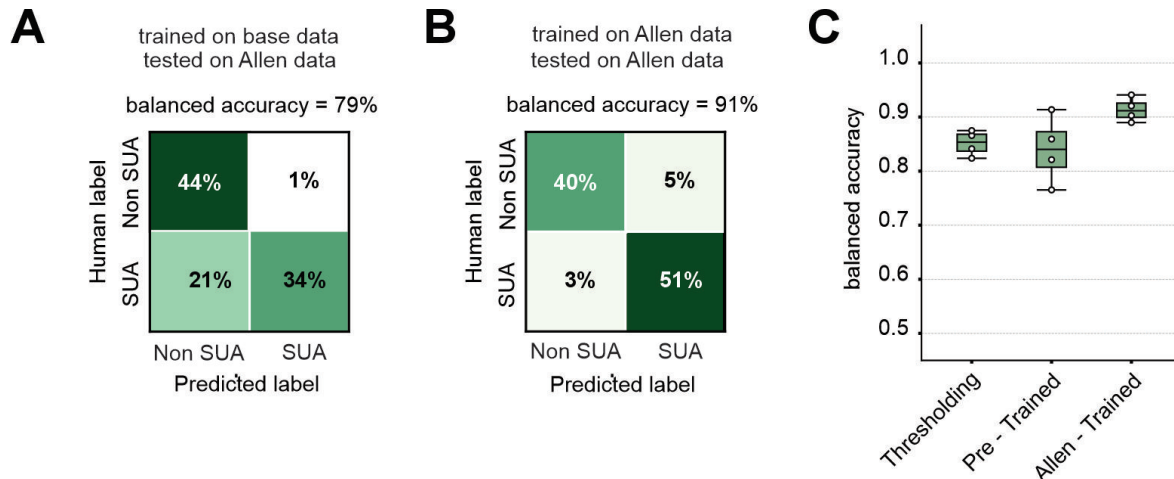 A
trained on base data
tested on Allen data
balanced accuracy = 79%
Human label
Non SUA
SUA
44%
1%
21%
34%
Non SUA
SUA
Predicted label
B
trained on Allen data
tested on Allen data
balanced accuracy = 91%
Human label
Non SUA
SUA
40%
5%
3%
51%
Non SUA
SUA
Predicted label
C
balanced accuracy
1.0
0.9
0.8
0.7
0.6
0.5
Thresholding
Pre - Trained
Allen - Trained